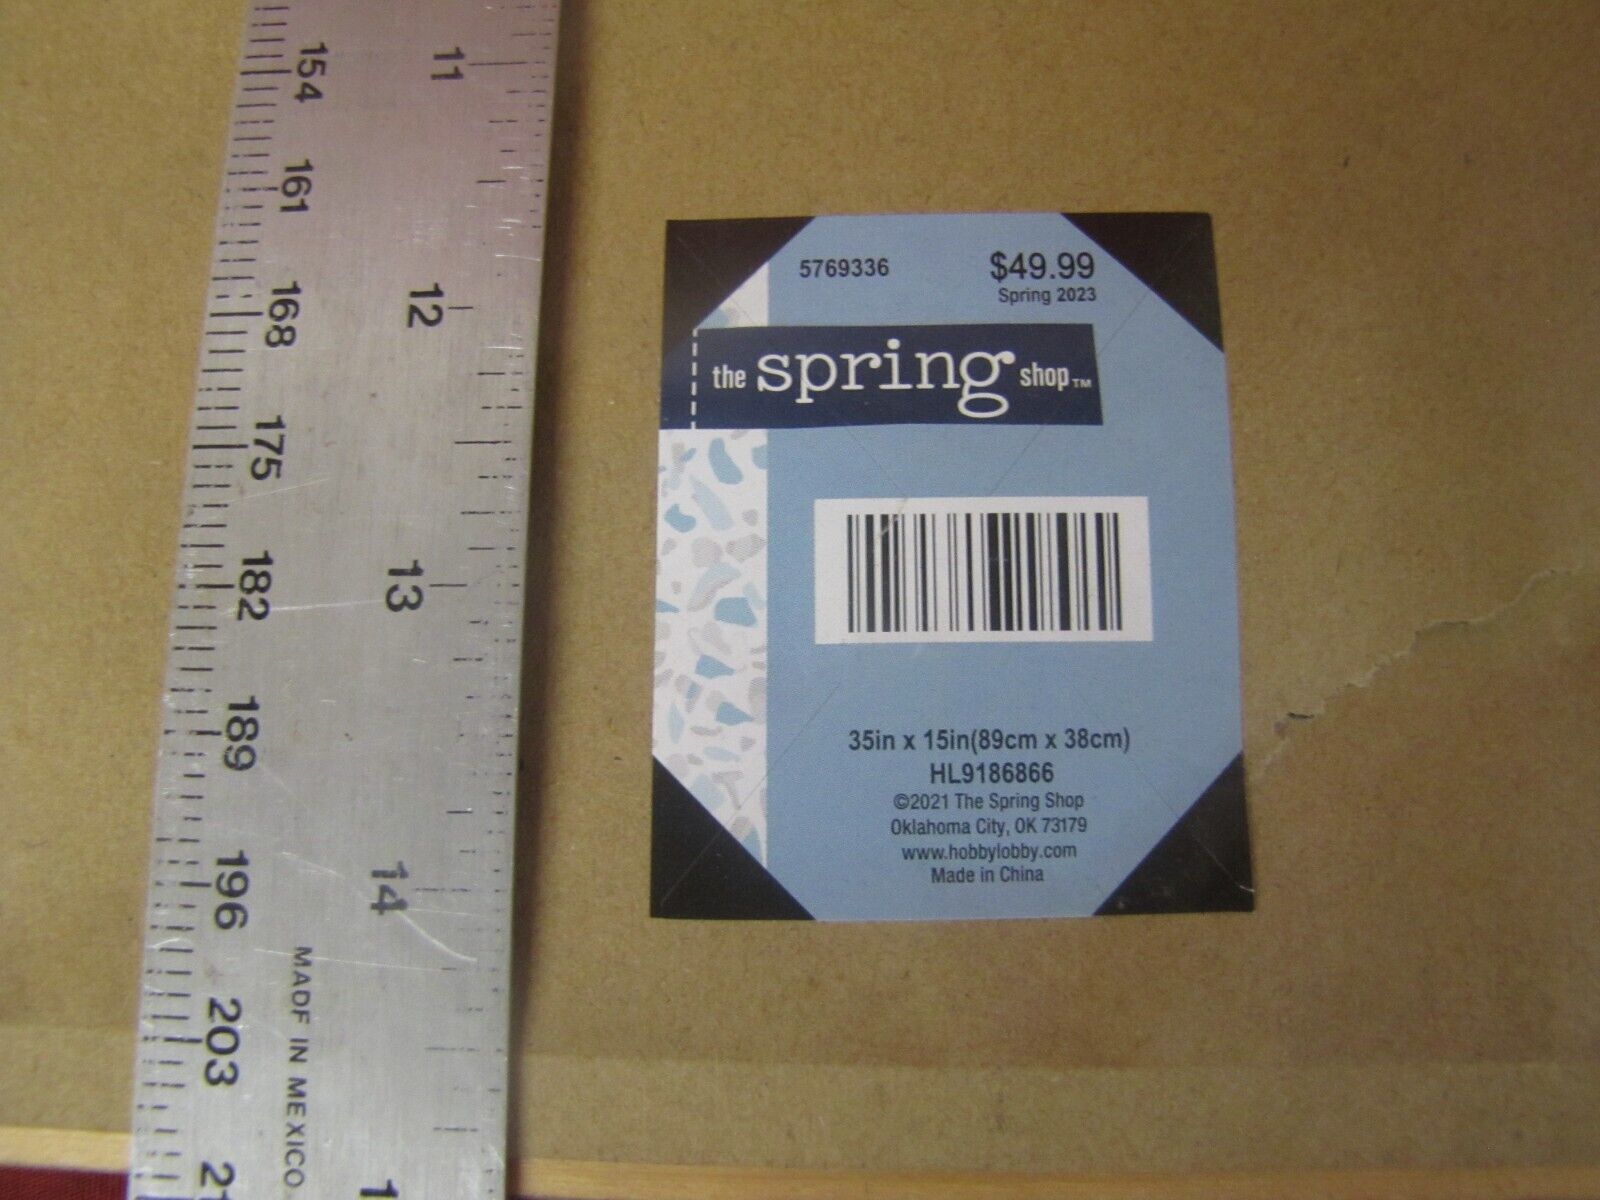 154
161
168
175
182
189
196
203
11
12
13
14
MADE IN MEXICO
5769336
$49.99
Spring 2023
the spring shop™
35in x 15in(89cm x 38cm)
HL9186866
©2021 The Spring Shop
Oklahoma City, OK 73179
www.hobbylobby.com
Made in China